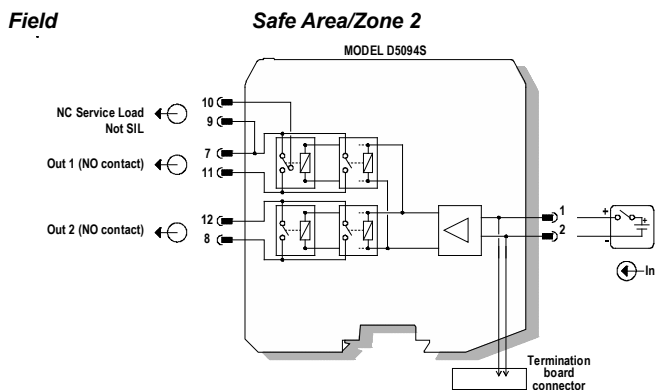 Field
Safe Area/Zone 2
MODEL D5094S
NC Service Load
Not SIL
10
9
Out 1 (NO contact)
7
11
Out 2 (NO contact)
12
8
1
2
+
-
+
In
Termination
board
connector